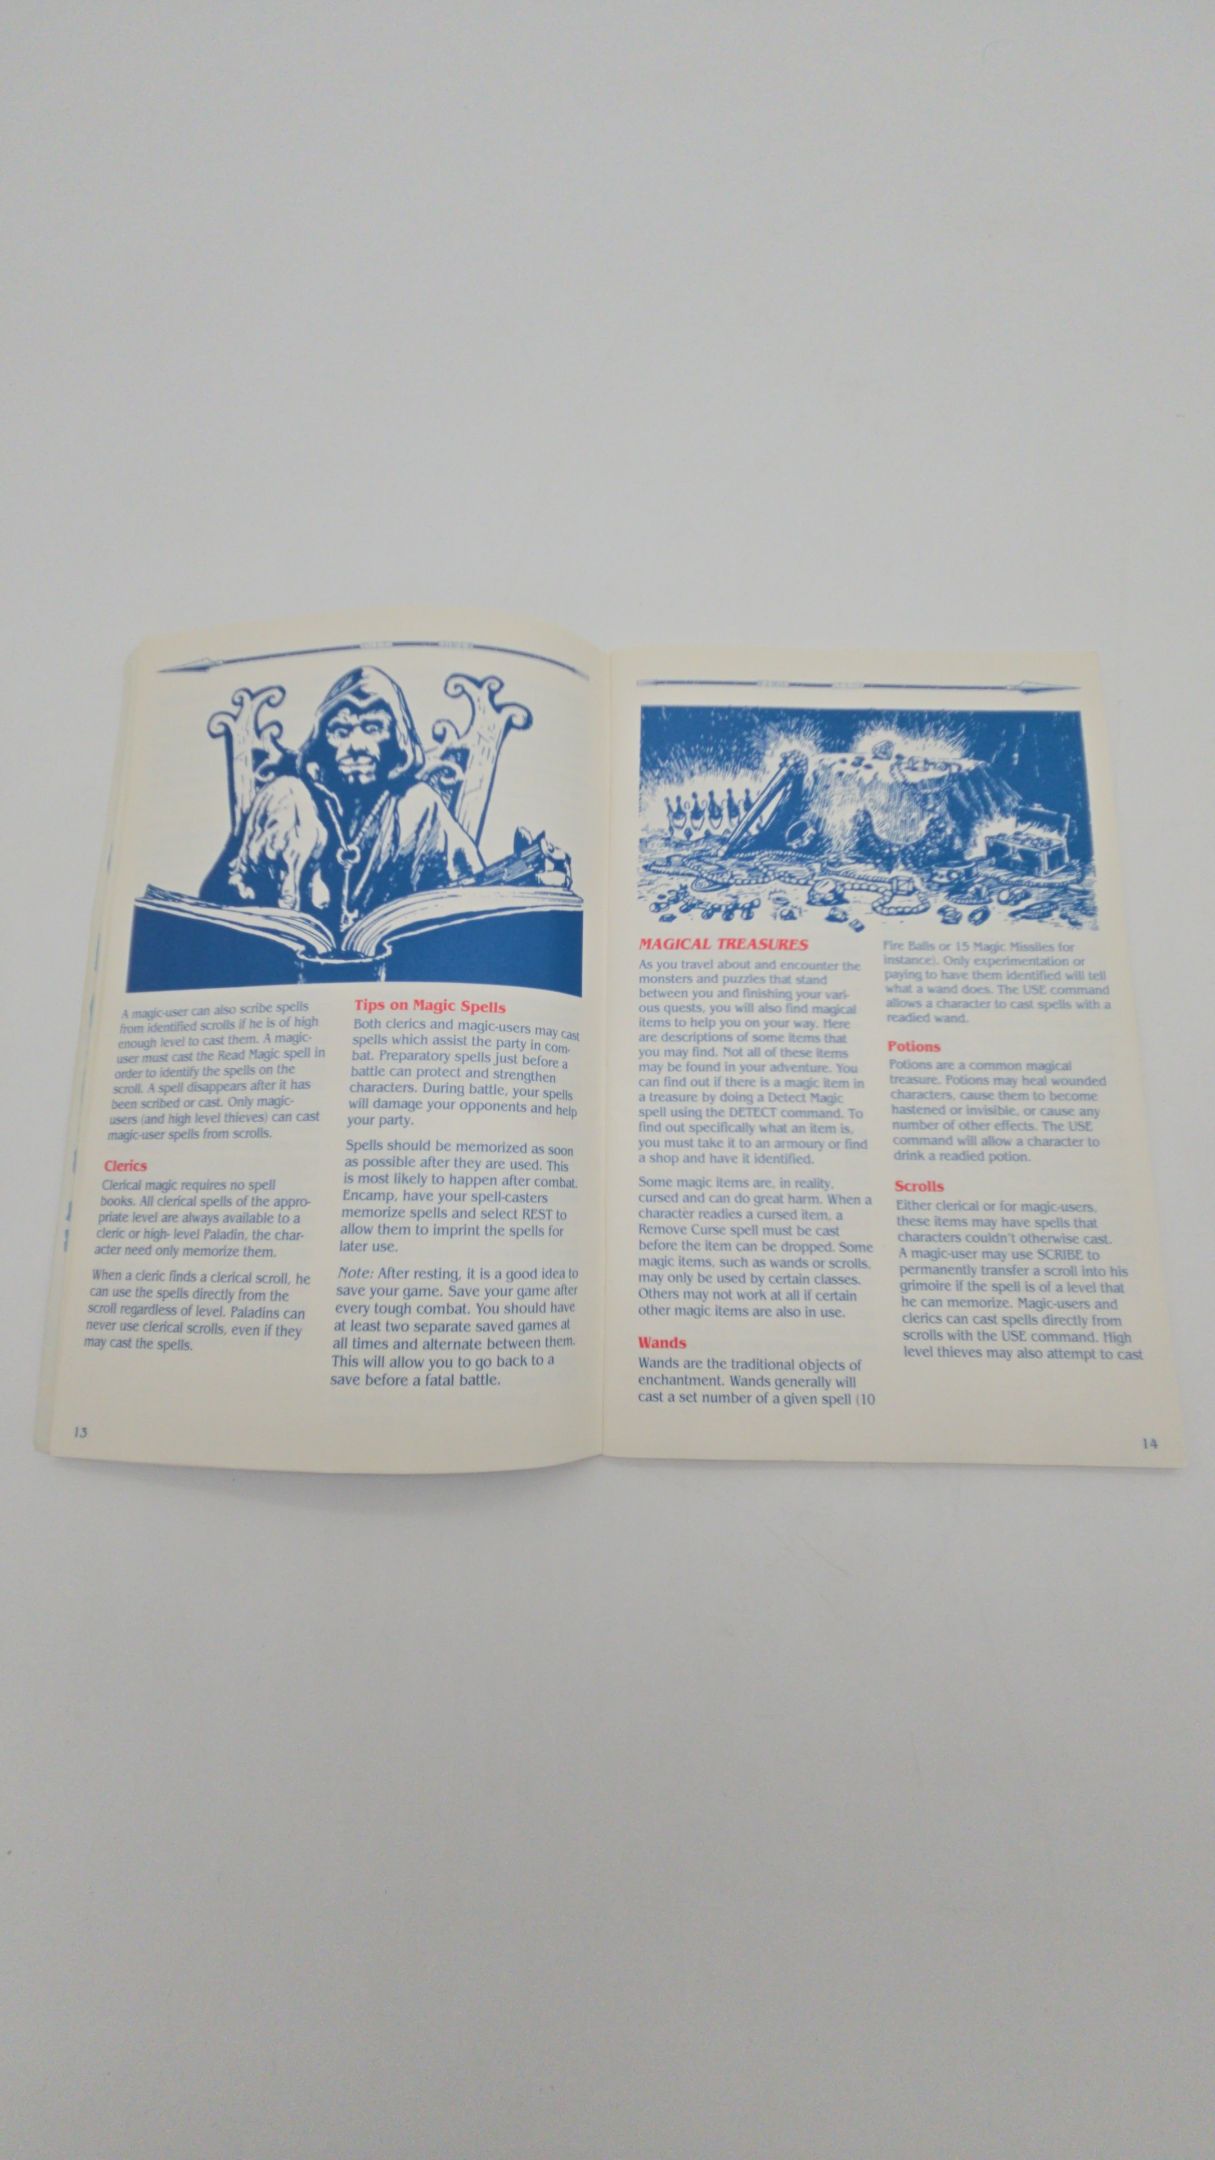 A magic-user can also scribe spells
from identified scrolls if he is of high
enough level to cast them. A magic-
user must cast the Read Magic spell in
order to identify the spells on the
scroll. A spell disappears after it has
been scribed or cast. Only magic-
users (and high level thieves) can cast
magic-user spells from scrolls.
Clerics
Clerical magic requires no spell
books. All clerical spells of the appro-
priate level are always available to a
cleric or high- level Paladin, the char-
acter need only memorize them.
When a cleric finds a clerical scroll, he
can use the spells directly from the
scroll regardless of level. Paladins can
never use clerical scrolls, even if they
may cast the spells.
Tips on Magic Spells
Both clerics and magic-users may cast
spells which assist the party in com-
bat. Preparatory spells just before a
battle can protect and strengthen
characters. During battle, your spells
will damage your opponents and help
your party.
Spells should be memorized as soon
as possible after they are used. This
is most likely to happen after combat.
Encamp, have your spell-casters
memorize spells and select REST to
allow them to imprint the spells for
later use.
Note: After resting, it is a good idea to
save your game. Save your game after
every tough combat. You should have
at least two separate saved games at
all times and alternate between them.
This will allow you to go back to a
save before a fatal battle.
13
MAGICAL TREASURES
As you travel about and encounter the
monsters and puzzles that stand
between you and finishing your vari-
ous quests, you will also find magical
items to help you on your way. Here
are descriptions of some items that
you may find. Not all of these items
may be found in your adventure. You
can find out if there is a magic item in
a treasure by doing a Detect Magic
spell using the DETECT command. To
find out specifically what an item is,
you must take it to an armoury or find
a shop and have it identified.
Some magic items are, in reality,
cursed and can do great harm. When a
character readies a cursed item, a
Remove Curse spell must be cast
before the item can be dropped. Some
magic items, such as wands or scrolls,
may only be used by certain classes.
Others may not work at all if certain
other magic items are also in use.
Wands
Wands are the traditional objects of
enchantment. Wands generally will
cast a set number of a given spell (10
Fire Balls or 15 Magic Missiles for
instance). Only experimentation or
paying to have them identified will tell
what a wand does. The USE command
allows a character to cast spells with a
readied wand.
Potions
Potions are a common magical
treasure. Potions may heal wounded
characters, cause them to become
hastened or invisible, or cause any
number of other effects. The USE
command will allow a character to
drink a readied potion.
Scrolls
Either clerical or for magic-users,
these items may have spells that
characters couldn't otherwise cast.
A magic-user may use SCRIBE to
permanently transfer a scroll into his
grimoire if the spell is of a level that
he can memorize. Magic-users and
clerics can cast spells directly from
scrolls with the USE command. High
level thieves may also attempt to cast
14